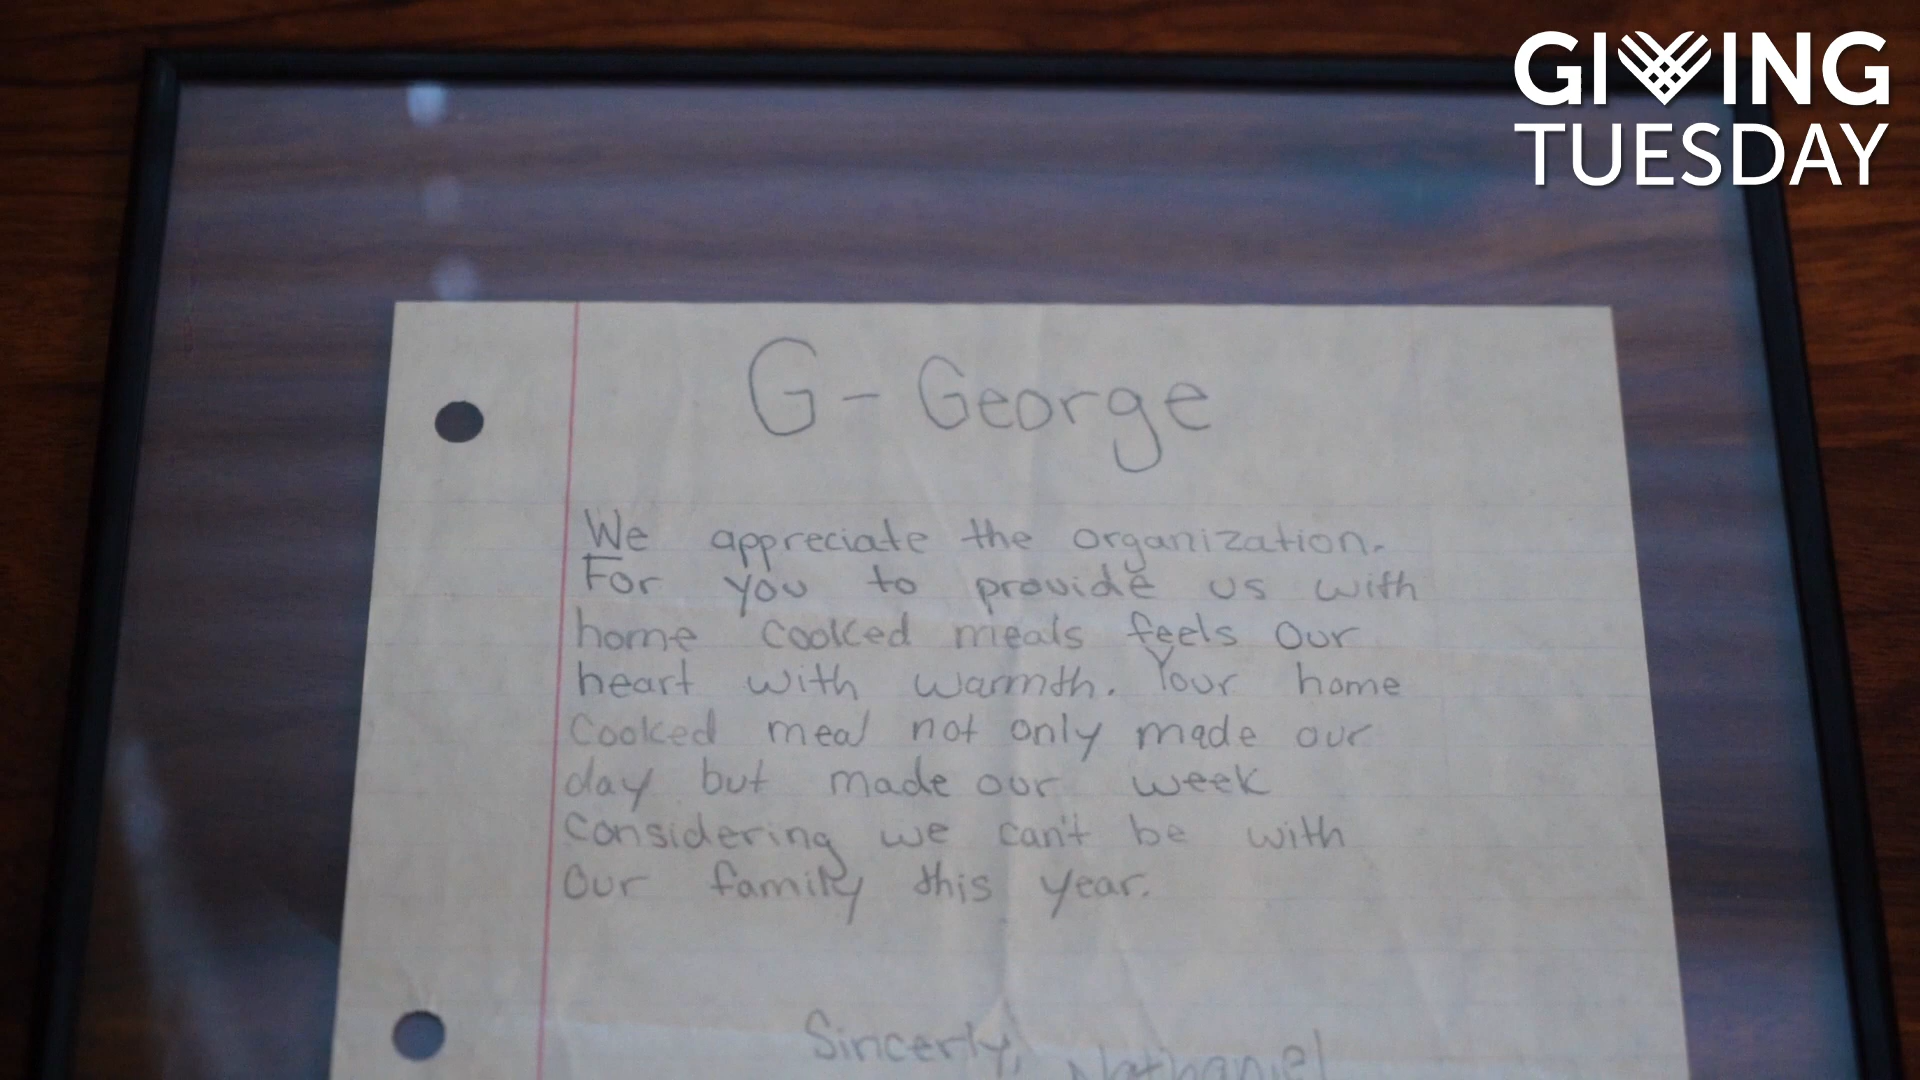 GIVING
TUESDAY
G - George
We appreciate the organization.
For you to provide us with
home cooked meals feels our
heart with warmth. Your home
cooked meal not only made our
day but made our week
considering we can't be with
our family this year.
Sincerly, Nathaniel